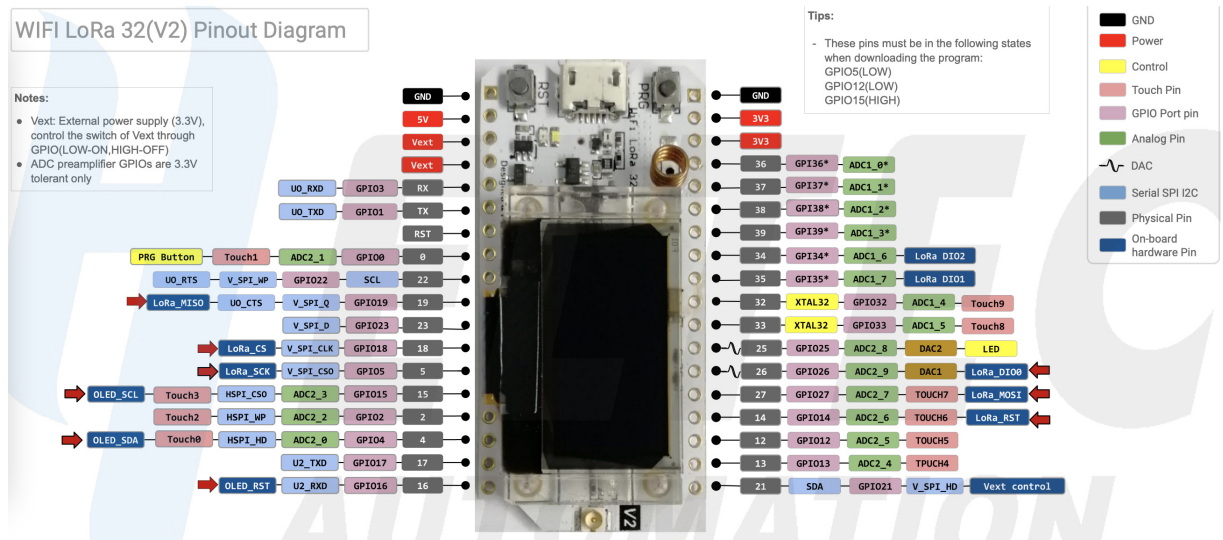 WIFI LoRa 32(V2) Pinout Diagram
Tips:
- These pins must be in the following states
when downloading the program:
GPIO5(LOW)
GPIO12(LOW)
GPIO15(HIGH)
GND
Power
Control
Touch Pin
GPIO Port pin
Analog Pin
DAC
Serial SPI I2C
Physical Pin
On-board
hardware Pin
Notes:
• Vext: External power supply (3.3V),
control the switch of Vext through
GPIO(LOW-ON,HIGH-OFF)
• ADC preamplifier GPIOs are 3.3V
tolerant only
GND
5V
Vext
Vext
UO_RXD GPIO3 RX
UO_TXD GPIO1 TX
RST
PRG Button Touch1 ADC2_1 GPIO0 0
UO_RTS V_SPI_WP GPIO22 SCL 22
LoRa_MISO UO_CTS V_SPI_Q GPIO19 19
V_SPI_D GPIO23 23
LoRa_CS V_SPI_CLK GPIO18 18
LoRa_SCK V_SPI_CSO GPIO5 5
OLED_SCL Touch3 HSPI_CSO ADC2_3 GPIO15 15
Touch2 HSPI_WP ADC2_2 GPIO2 2
OLED_SDA Touch0 HSPI_HD ADC2_0 GPIO4 4
U2_TXD GPIO17 17
OLED_RST U2_RXD GPIO16 16
RST
PRG
WiFi LoRa 32
V2
GND
3V3
3V3
36 GPI36* ADC1_0*
37 GPI37* ADC1_1*
38 GPI38* ADC1_2*
39 GPI39* ADC1_3*
34 GPI34* ADC1_6 LoRa DIO2
35 GPI35* ADC1_7 LoRa DIO1
32 XTAL32 GPIO32 ADC1_4 Touch9
33 XTAL32 GPIO33 ADC1_5 Touch8
25 GPIO25 ADC2_8 DAC2 LED
26 GPIO26 ADC2_9 DAC1 LoRa_DIO0
27 GPIO27 ADC2_7 TOUCH7 LoRa_MOSI
14 GPIO14 ADC2_6 TOUCH6 LoRa_RST
12 GPIO12 ADC2_5 TOUCH5
13 GPIO13 ADC2_4 TPUCH4
21 SDA GPIO21 V_SPI_HD Vext control
AUTOMATION